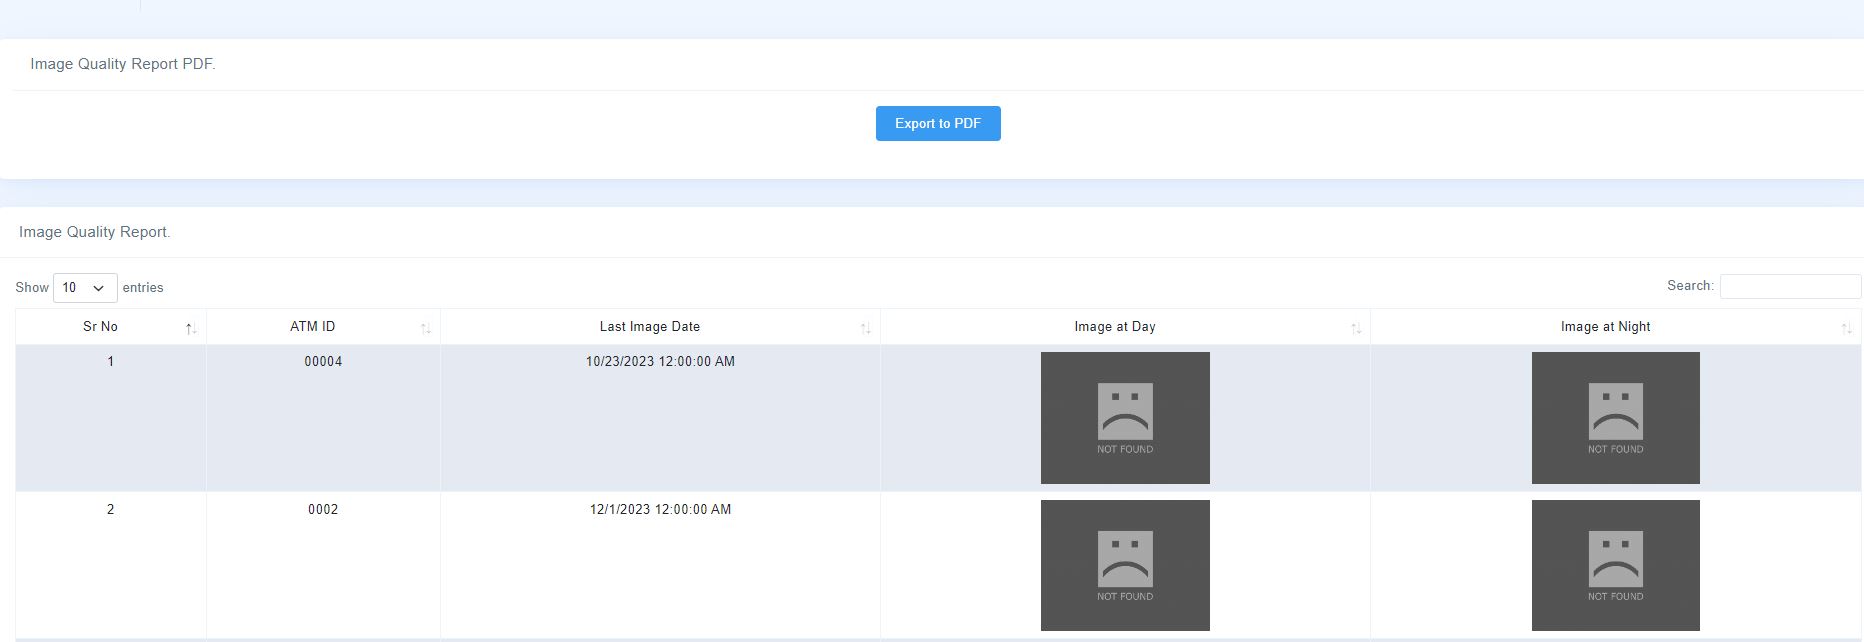 Image Quality Report PDF.
Export to PDF
Image Quality Report.
Show 10 entries Search:
Sr No ATM ID Last Image Date Image at Day Image at Night
1 00004 10/23/2023 12:00:00 AM
NOT FOUND NOT FOUND
2 0002 12/1/2023 12:00:00 AM
NOT FOUND NOT FOUND